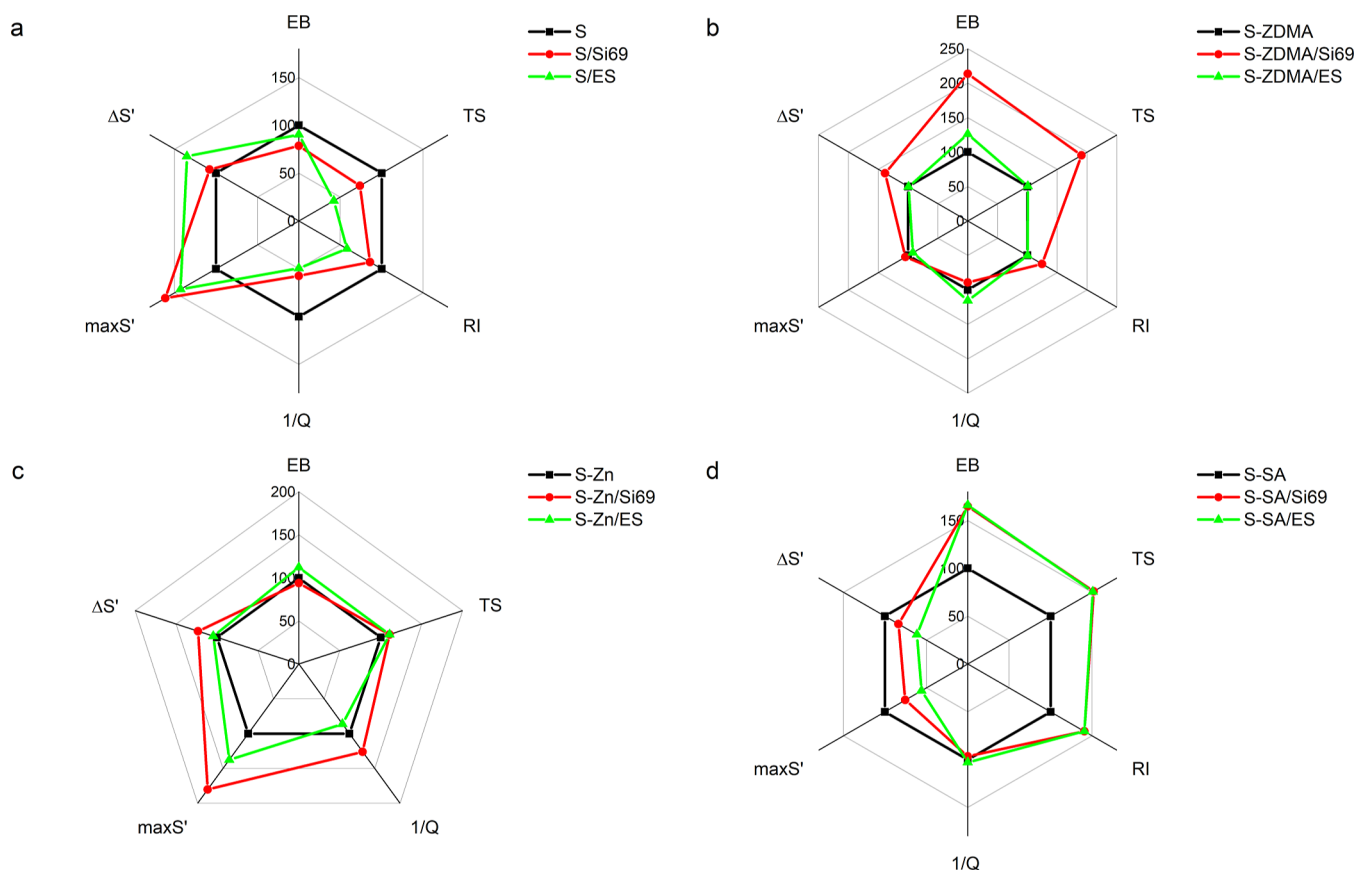 a
EB
S
S/Si69
S/ES
150
100
50
0
ΔS'
TS
maxS'
RI
1/Q
b
EB
S-ZDMA
S-ZDMA/Si69
S-ZDMA/ES
250
200
150
100
50
0
ΔS'
TS
maxS'
RI
1/Q
c
EB
S-Zn
S-Zn/Si69
S-Zn/ES
200
150
100
50
0
ΔS'
TS
maxS'
1/Q
d
EB
S-SA
S-SA/Si69
S-SA/ES
150
100
50
0
ΔS'
TS
maxS'
RI
1/Q